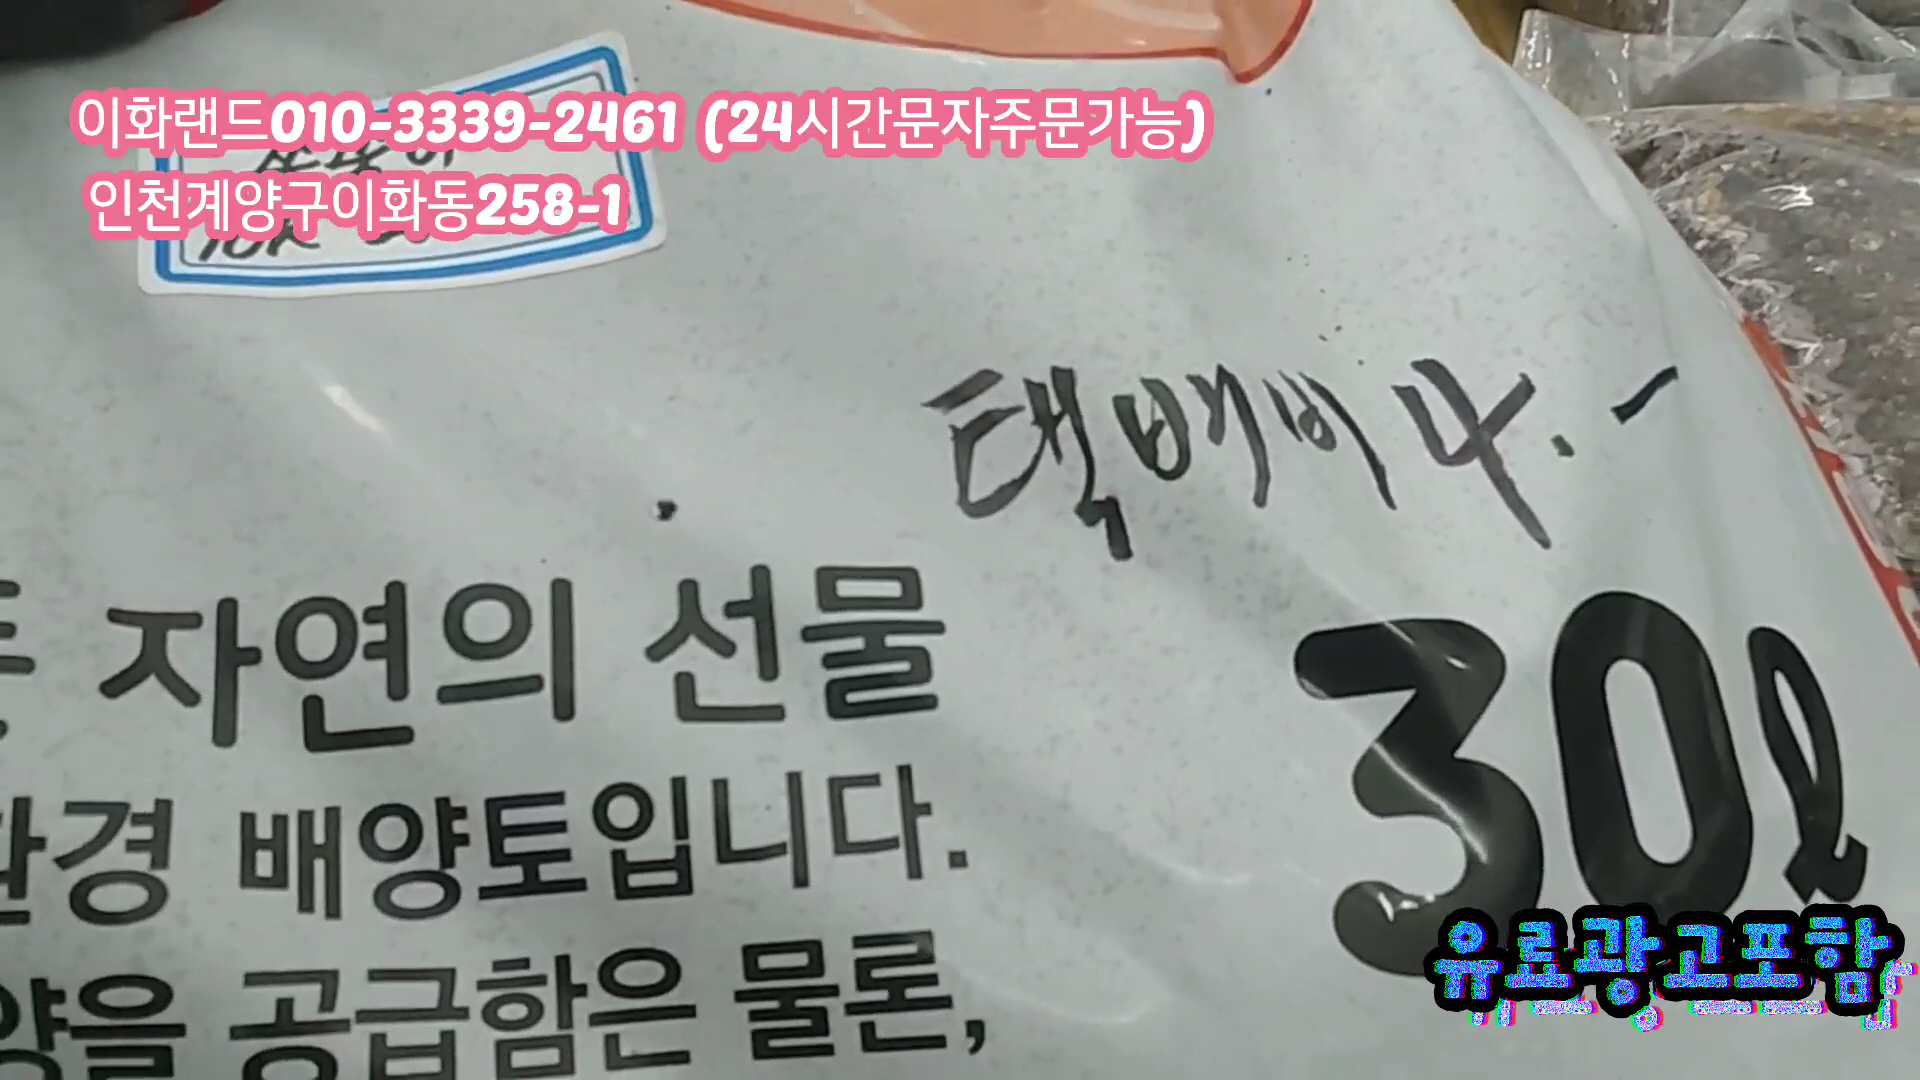 이화랜드010-3339-2461 (24시간문자주문가능)
인천계양구이화동258-1
택배비 4.-
자연의 선물
30ℓ
환경 배양토입니다.
양을 공급함은 물론,
유료광고포함